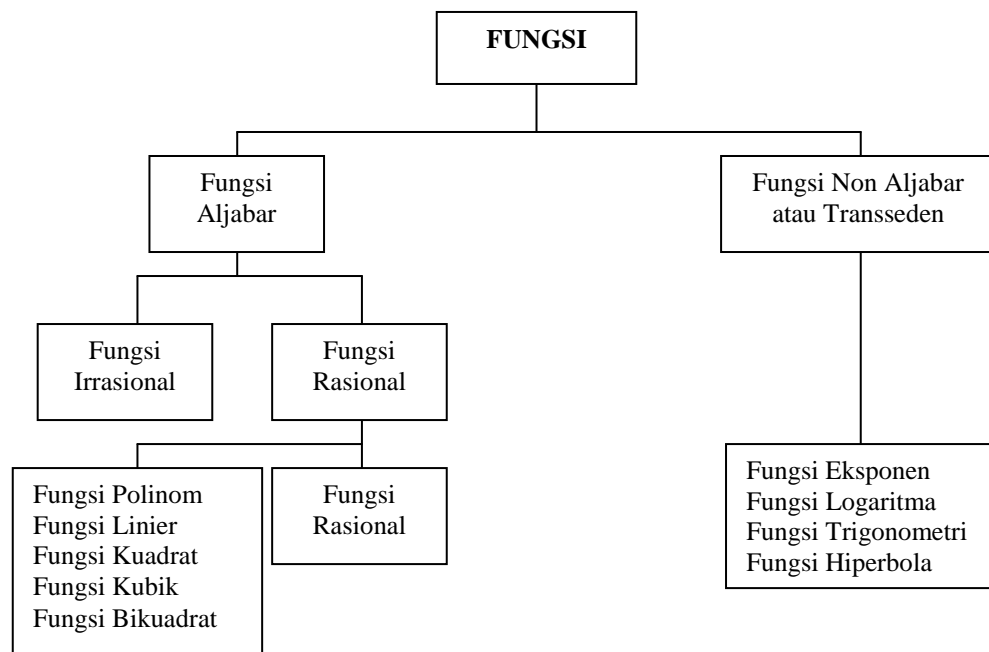 FUNGSI
Fungsi
Aljabar
Fungsi Non Aljabar
atau Transseden
Fungsi
Irrasional
Fungsi
Rasional
Fungsi Polinom
Fungsi Linier
Fungsi Kuadrat
Fungsi Kubik
Fungsi Bikuadrat
Fungsi
Rasional
Fungsi Eksponen
Fungsi Logaritma
Fungsi Trigonometri
Fungsi Hiperbola